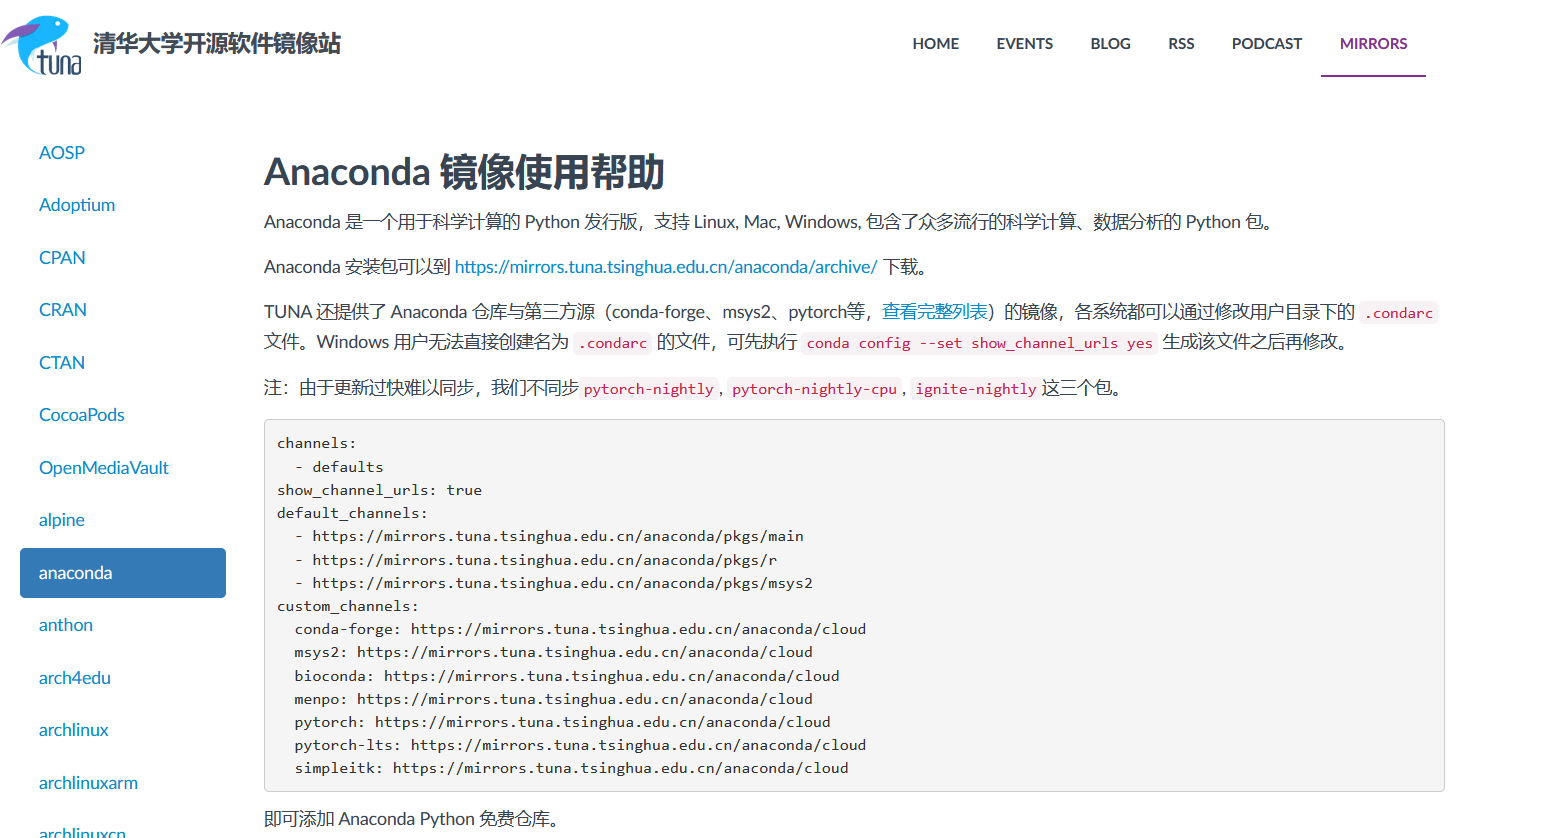 tuna
清华大学开源软件镜像站
HOME
EVENTS
BLOG
RSS
PODCAST
MIRRORS
AOSP
Adoptium
CPAN
CRAN
CTAN
CocoaPods
OpenMediaVault
alpine
anaconda
anthon
arch4edu
archlinux
archlinuxarm
archlinuxcn
Anaconda 镜像使用帮助
Anaconda 是一个用于科学计算的 Python 发行版，支持 Linux, Mac, Windows, 包含了众多流行的科学计算、数据分析的 Python 包。
Anaconda 安装包可以到 https://mirrors.tuna.tsinghua.edu.cn/anaconda/archive/ 下载。
TUNA 还提供了 Anaconda 仓库与第三方源（conda-forge、msys2、pytorch等，查看完整列表）的镜像，各系统都可以通过修改用户目录下的 .condarc
文件。Windows 用户无法直接创建名为 .condarc 的文件，可先执行 conda config --set show_channel_urls yes 生成该文件之后再修改。
注：由于更新过快难以同步，我们不同步pytorch-nightly, pytorch-nightly-cpu, ignite-nightly这三个包。
channels:
  - defaults
show_channel_urls: true
default_channels:
  - https://mirrors.tuna.tsinghua.edu.cn/anaconda/pkgs/main
  - https://mirrors.tuna.tsinghua.edu.cn/anaconda/pkgs/r
  - https://mirrors.tuna.tsinghua.edu.cn/anaconda/pkgs/msys2
custom_channels:
  conda-forge: https://mirrors.tuna.tsinghua.edu.cn/anaconda/cloud
  msys2: https://mirrors.tuna.tsinghua.edu.cn/anaconda/cloud
  bioconda: https://mirrors.tuna.tsinghua.edu.cn/anaconda/cloud
  menpo: https://mirrors.tuna.tsinghua.edu.cn/anaconda/cloud
  pytorch: https://mirrors.tuna.tsinghua.edu.cn/anaconda/cloud
  pytorch-lts: https://mirrors.tuna.tsinghua.edu.cn/anaconda/cloud
  simpleitk: https://mirrors.tuna.tsinghua.edu.cn/anaconda/cloud
即可添加 Anaconda Python 免费仓库。